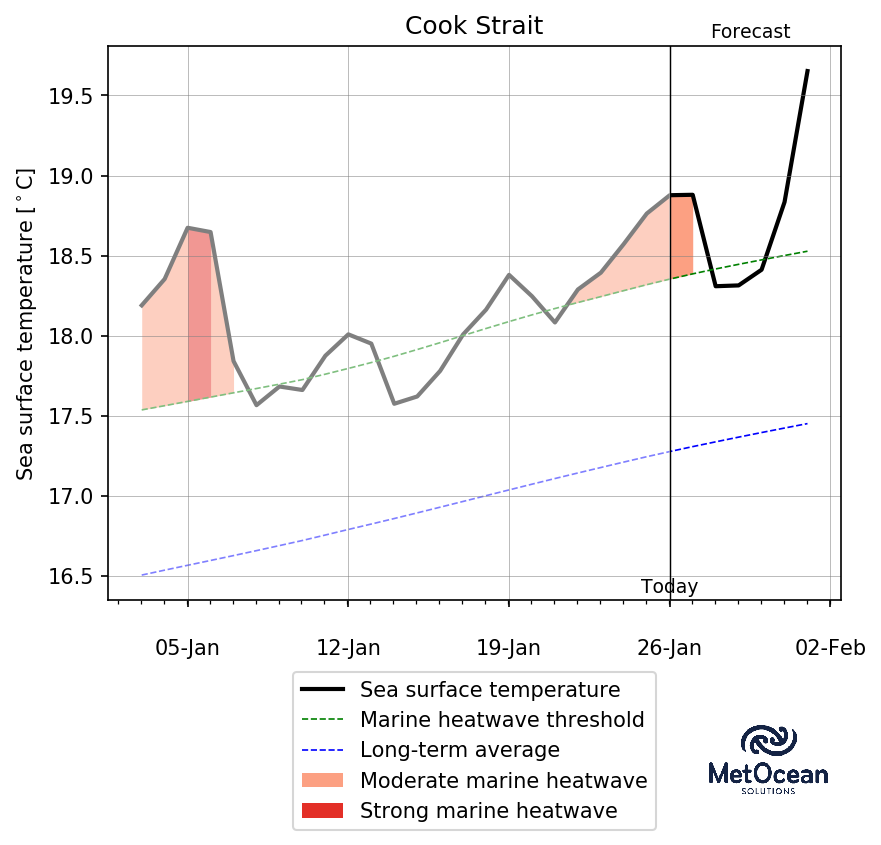 Cook Strait
Forecast
Sea surface temperature [°C]
19.5
19.0
18.5
18.0
17.5
17.0
16.5
Today
05-Jan
12-Jan
19-Jan
26-Jan
02-Feb
Sea surface temperature
Marine heatwave threshold
Long-term average
Moderate marine heatwave
Strong marine heatwave
MetOcean
SOLUTIONS